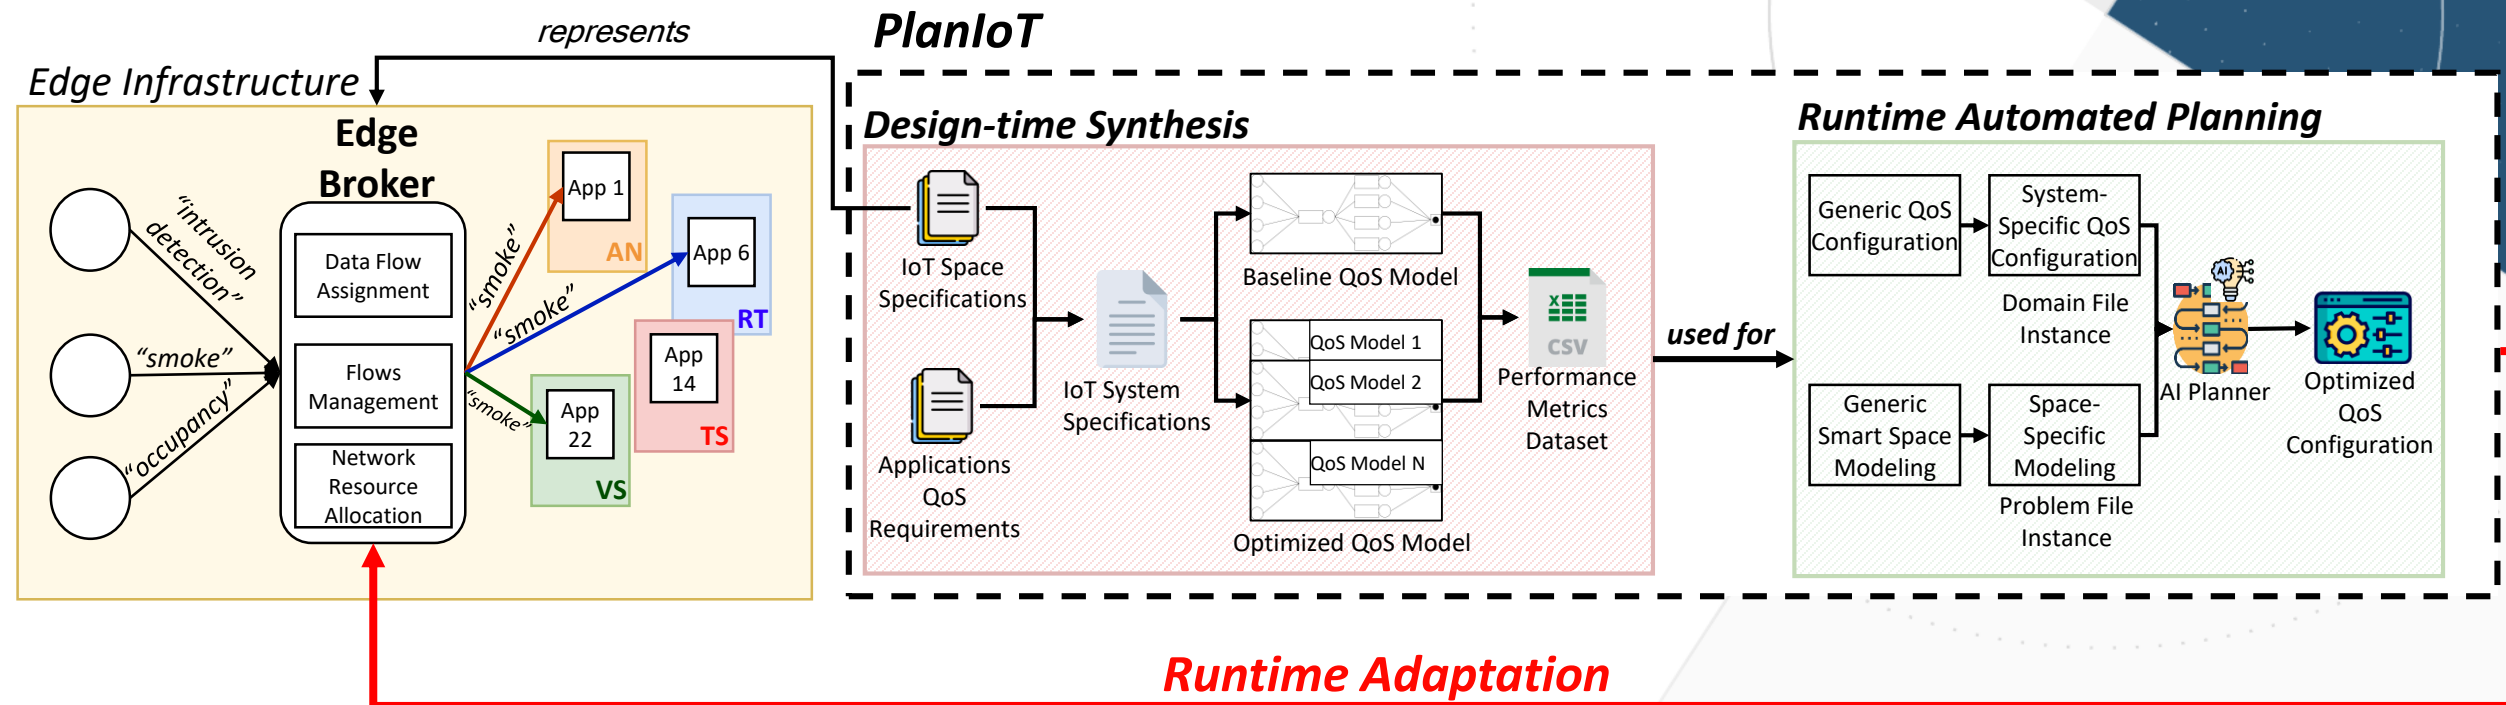 represents
PlanIoT
Edge Infrastructure
Edge
Broker
“intrusion
detection”
“smoke”
“occupancy”
Data Flow
Assignment
Flows
Management
Network
Resource
Allocation
“smoke”
“smoke”
“smoke”
App 1
AN
App 6
RT
App
14
TS
App
22
VS
Design-time Synthesis
IoT Space
Specifications
Applications
QoS
Requirements
IoT System
Specifications
Baseline QoS Model
QoS Model 1
QoS Model 2
QoS Model N
Optimized QoS Model
X
CSV
Performance
Metrics
Dataset
used for
Runtime Automated Planning
Generic QoS
Configuration
System-
Specific QoS
Configuration
Domain File
Instance
Generic
Smart Space
Modeling
Space-
Specific
Modeling
Problem File
Instance
AI
AI Planner
Optimized
QoS
Configuration
Runtime Adaptation